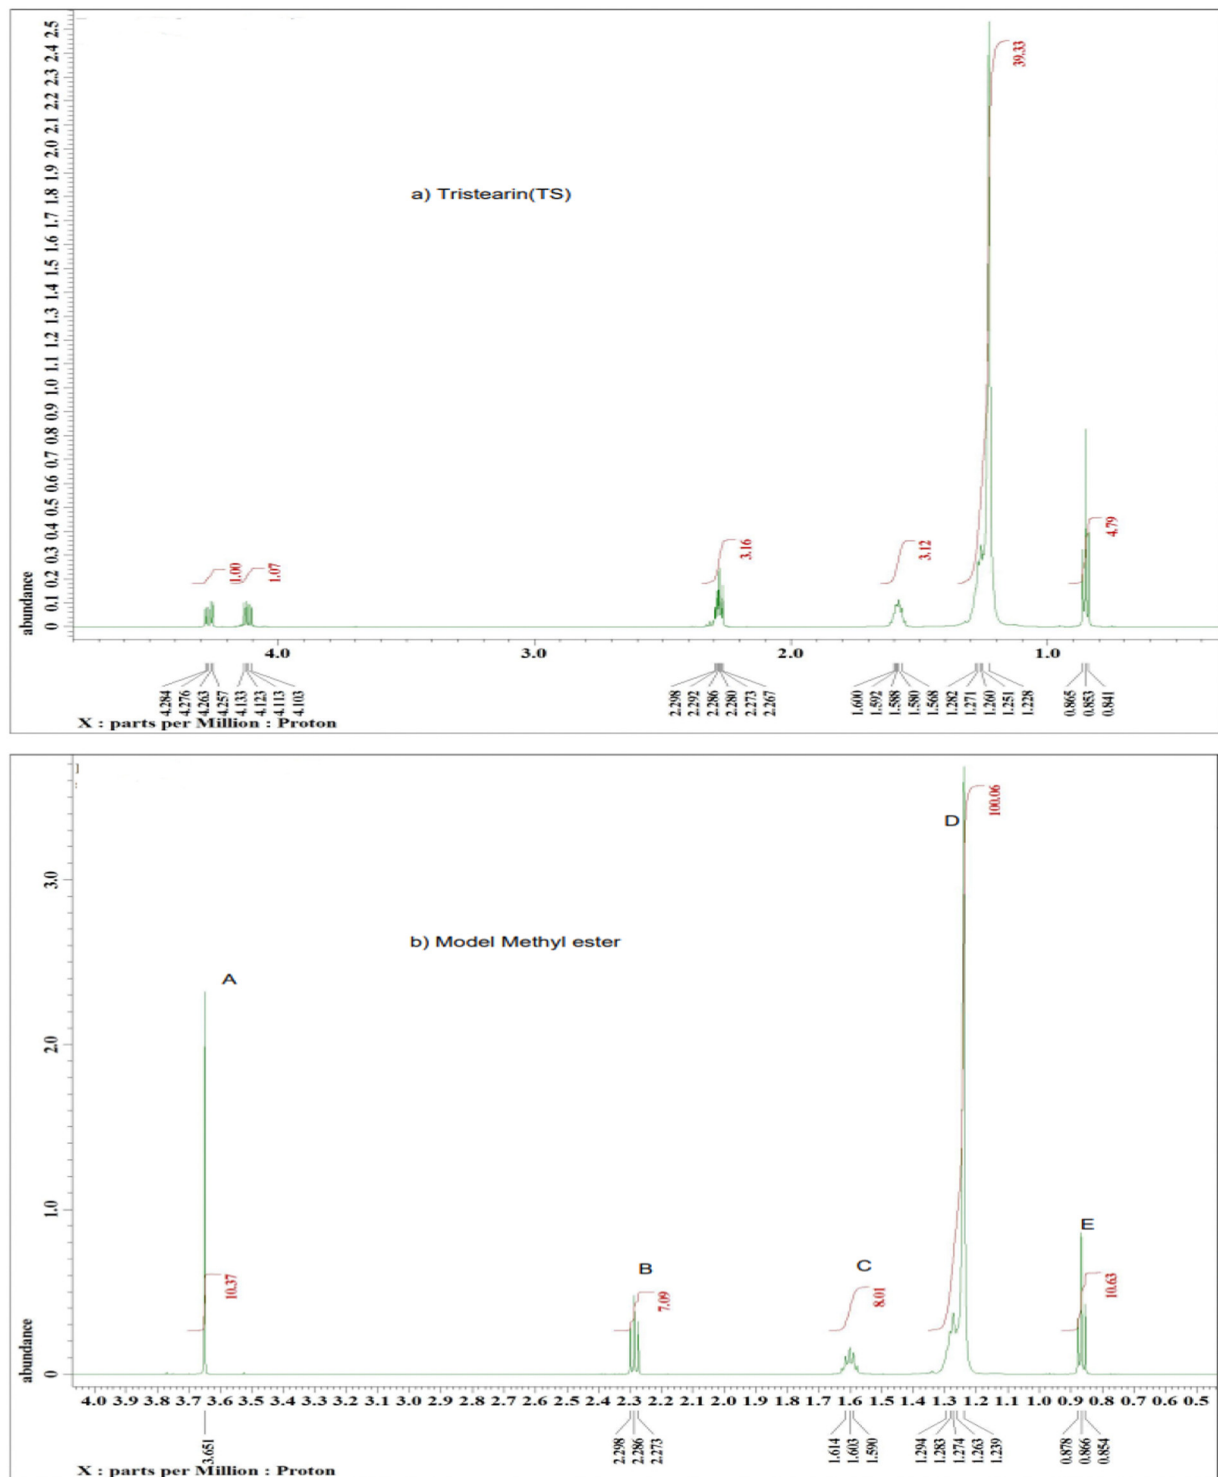 abundance
0 0.1 0.2 0.3 0.4 0.5 0.6 0.7 0.8 0.9 1.0 1.1 1.2 1.3 1.4 1.5 1.6 1.7 1.8 1.9 2.0 2.1 2.2 2.3 2.4 2.5
a) Tristearin(TS)
1.00
1.07
3.16
3.12
39.33
4.79
4.0 3.0 2.0 1.0
4.284 4.276 4.263 4.257 4.133 4.123 4.113 4.103 2.298 2.292 2.286 2.280 2.273 2.267 1.600 1.592 1.588 1.580 1.568 1.282 1.271 1.260 1.251 1.228 0.865 0.853 0.841
X : parts per Million : Proton
abundance
0 1.0 2.0 3.0
b) Model Methyl ester
A
B
C
D
E
10.37
7.09
8.01
100.06
10.63
4.0 3.9 3.8 3.7 3.6 3.5 3.4 3.3 3.2 3.1 3.0 2.9 2.8 2.7 2.6 2.5 2.4 2.3 2.2 2.1 2.0 1.9 1.8 1.7 1.6 1.5 1.4 1.3 1.2 1.1 1.0 0.9 0.8 0.7 0.6 0.5
3.651 2.298 2.286 2.273 1.614 1.603 1.590 1.294 1.283 1.274 1.263 1.239 0.878 0.866 0.854
X : parts per Million : Proton